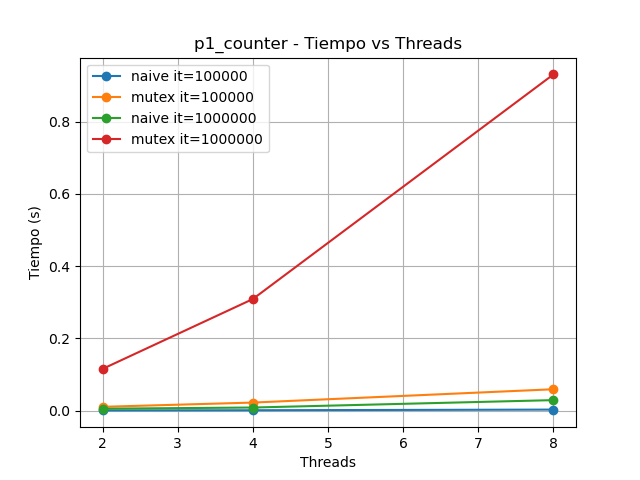 p1_counter - Tiempo vs Threads
naive it=100000
mutex it=100000
naive it=1000000
mutex it=1000000
Tiempo (s)
0.8
0.6
0.4
0.2
0.0
2 3 4 5 6 7 8
Threads